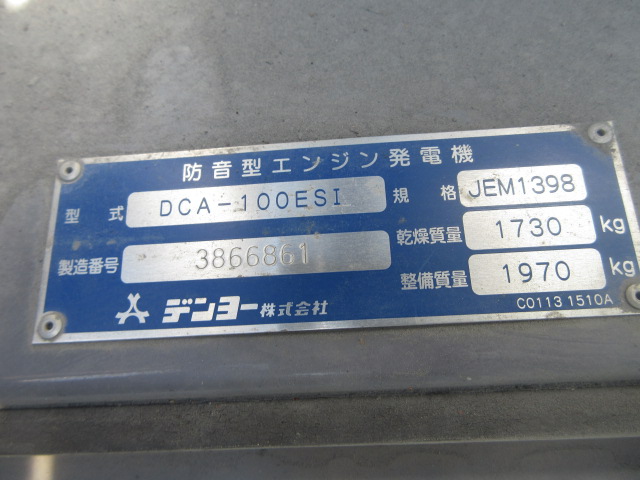 防音型エンジン発電機
型式 DCA-100ESI 規格 JEM1398
乾燥質量 1730 kg
製造番号 3866861
整備質量 1970 kg
デンヨー株式会社
C0113 1510A